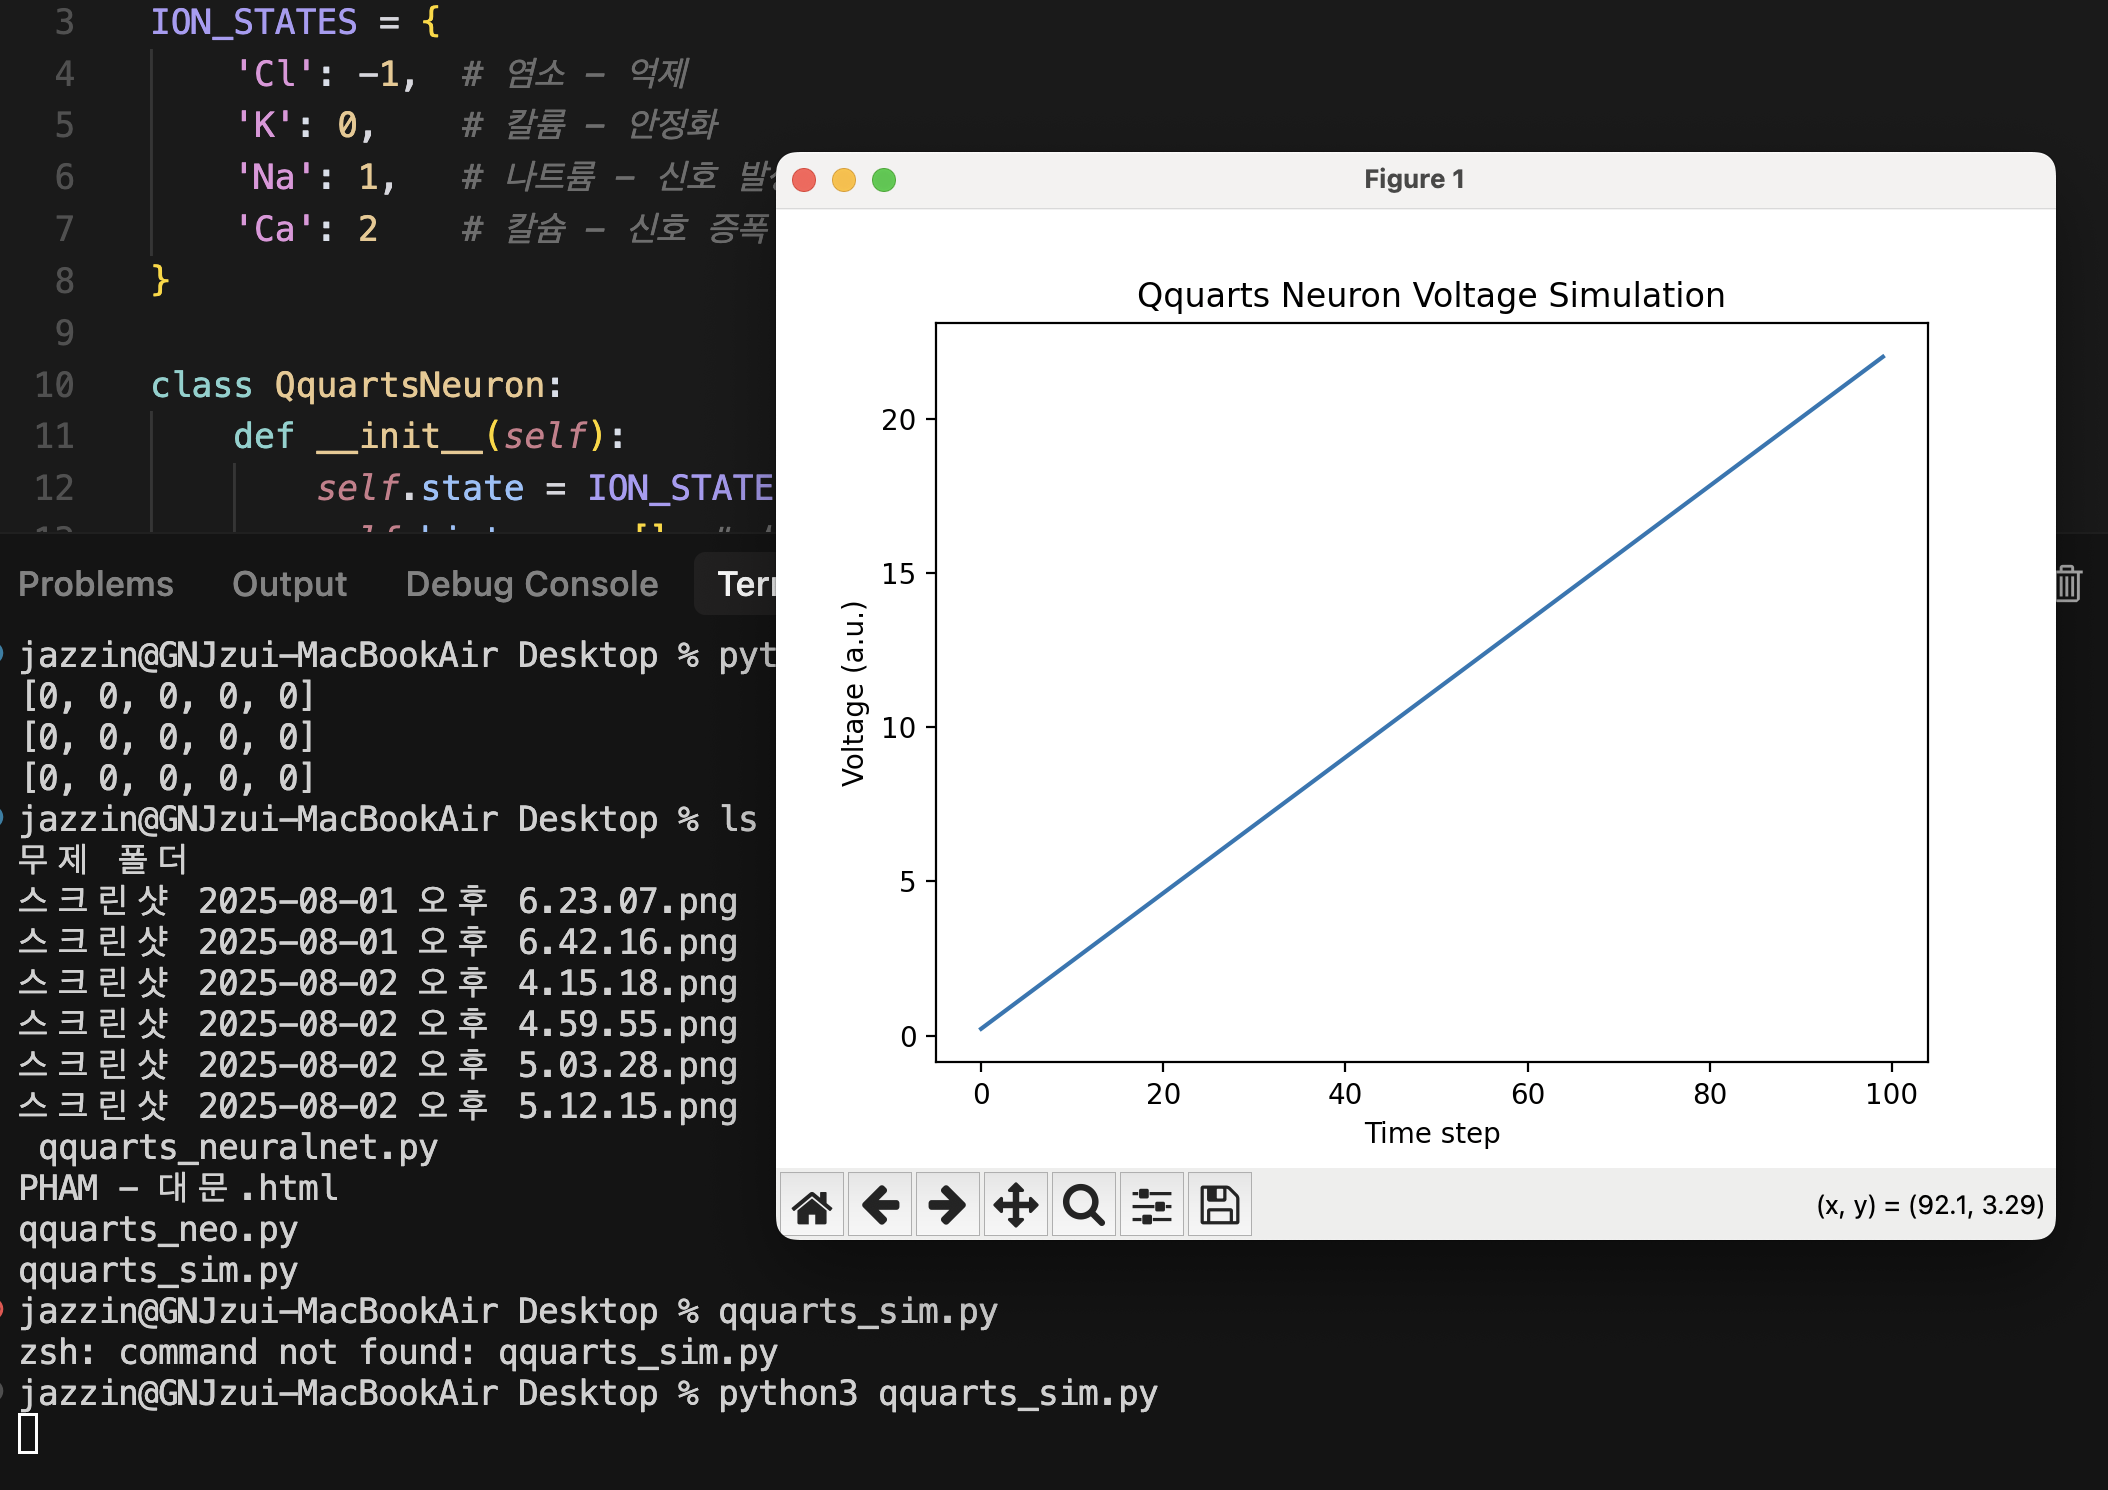 3 ION_STATES = {
4 'Cl': -1, # 염소 - 억제
5 'K': 0, # 칼륨 - 안정화
6 'Na': 1, # 나트륨 - 신호
7 'Ca': 2 # 칼슘 - 신호 증폭
8 }
9
10 class QquartsNeuron:
11 def __init__(self):
12 self.state = ION_STATE
Problems Output Debug Console
jazzin@GNJzui-MacBookAir Desktop % pyt
[0, 0, 0, 0, 0]
[0, 0, 0, 0, 0]
[0, 0, 0, 0, 0]
jazzin@GNJzui-MacBookAir Desktop % ls
무제 폴더
스크린샷 2025-08-01 오후 6.23.07.png
스크린샷 2025-08-01 오후 6.42.16.png
스크린샷 2025-08-02 오후 4.15.18.png
스크린샷 2025-08-02 오후 4.59.55.png
스크린샷 2025-08-02 오후 5.03.28.png
스크린샷 2025-08-02 오후 5.12.15.png
qquarts_neuralnet.py
PHAM - 대문.html
qquarts_neo.py
qquarts_sim.py
jazzin@GNJzui-MacBookAir Desktop % qquarts_sim.py
zsh: command not found: qquarts_sim.py
jazzin@GNJzui-MacBookAir Desktop % python3 qquarts_sim.py
Figure 1
Qquarts Neuron Voltage Simulation
Voltage (a.u.)
20
15
10
5
0
0 20 40 60 80 100
Time step
(x, y) = (92.1, 3.29)